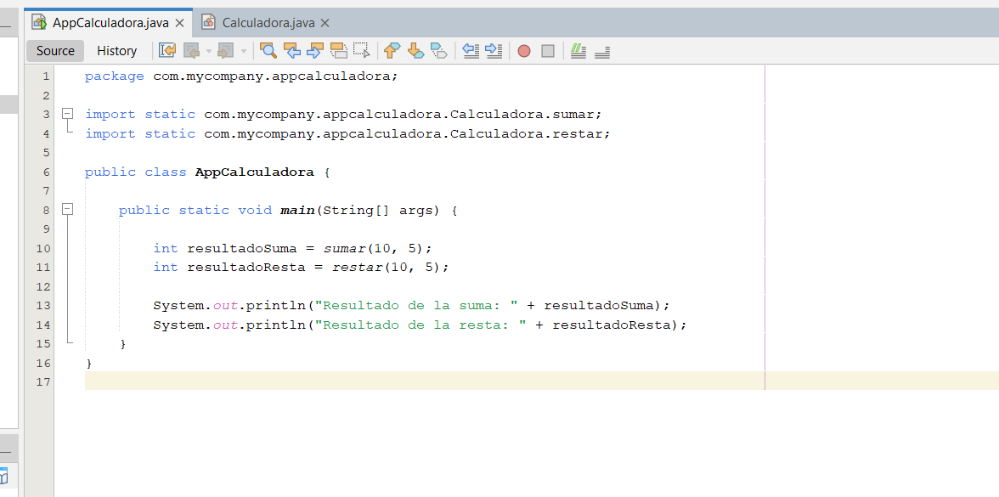 AppCalculadora.java
Calculadora.java
Source
History
1 package com.mycompany.appcalculadora;
2
3 import static com.mycompany.appcalculadora.Calculadora.sumar;
4 import static com.mycompany.appcalculadora.Calculadora.restar;
5
6 public class AppCalculadora {
7
8 public static void main(String[] args) {
9
10 int resultadoSuma = sumar(10, 5);
11 int resultadoResta = restar(10, 5);
12
13 System.out.println("Resultado de la suma: " + resultadoSuma);
14 System.out.println("Resultado de la resta: " + resultadoResta);
15 }
16 }
17